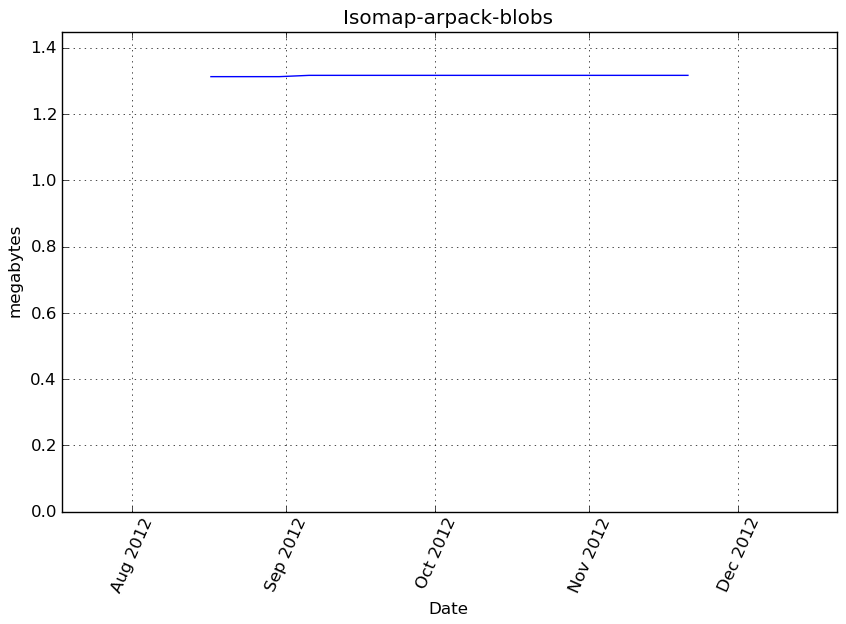 Isomap-arpack-blobs
1.4
1.2
1.0
0.8
0.6
0.4
0.2
0.0
megabytes
Aug 2012
Sep 2012
Oct 2012
Nov 2012
Dec 2012
Date